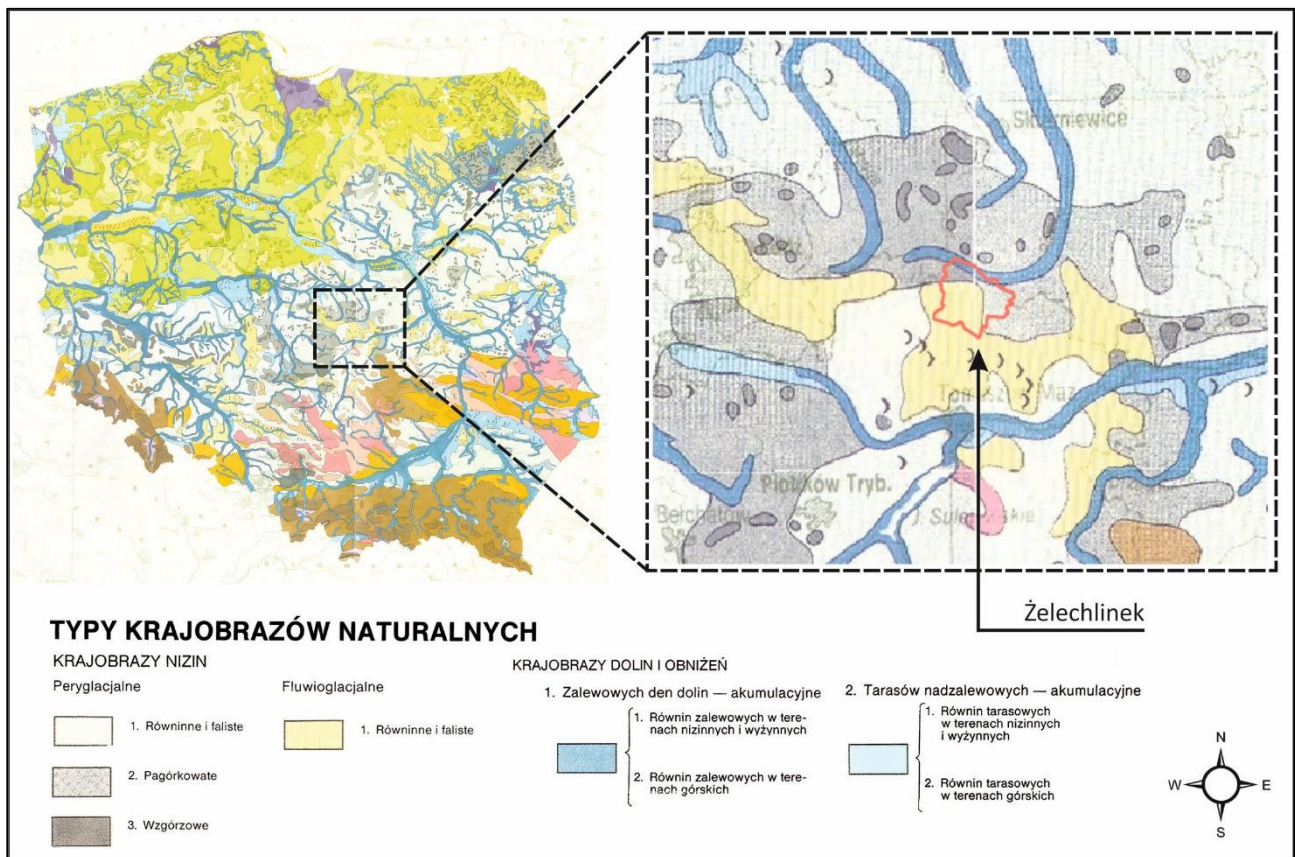 Skierniewice
Tomaszów Maz.
Piotrków Tryb.
Bełchatów
J. Sulejowskie
Żelechlinek
TYPY KRAJOBRAZÓW NATURALNYCH
KRAJOBRAZY NIZIN
Peryglacjalne
1. Równinne i faliste
2. Pagórkowate
3. Wzgórzowe
Fluwioglacjalne
1. Równinne i faliste
KRAJOBRAZY DOLIN I OBNIŻEŃ
1. Zalewowych den dolin — akumulacyjne
1. Równin zalewowych w tere-
nach nizinnych i wyżynnych
2. Równin zalewowych w tere-
nach górskich
2. Tarasów nadzalewowych — akumulacyjne
1. Równin tarasowych
w terenach nizinnych
i wyżynnych
2. Równin tarasowych
w terenach górskich
N
W E
S